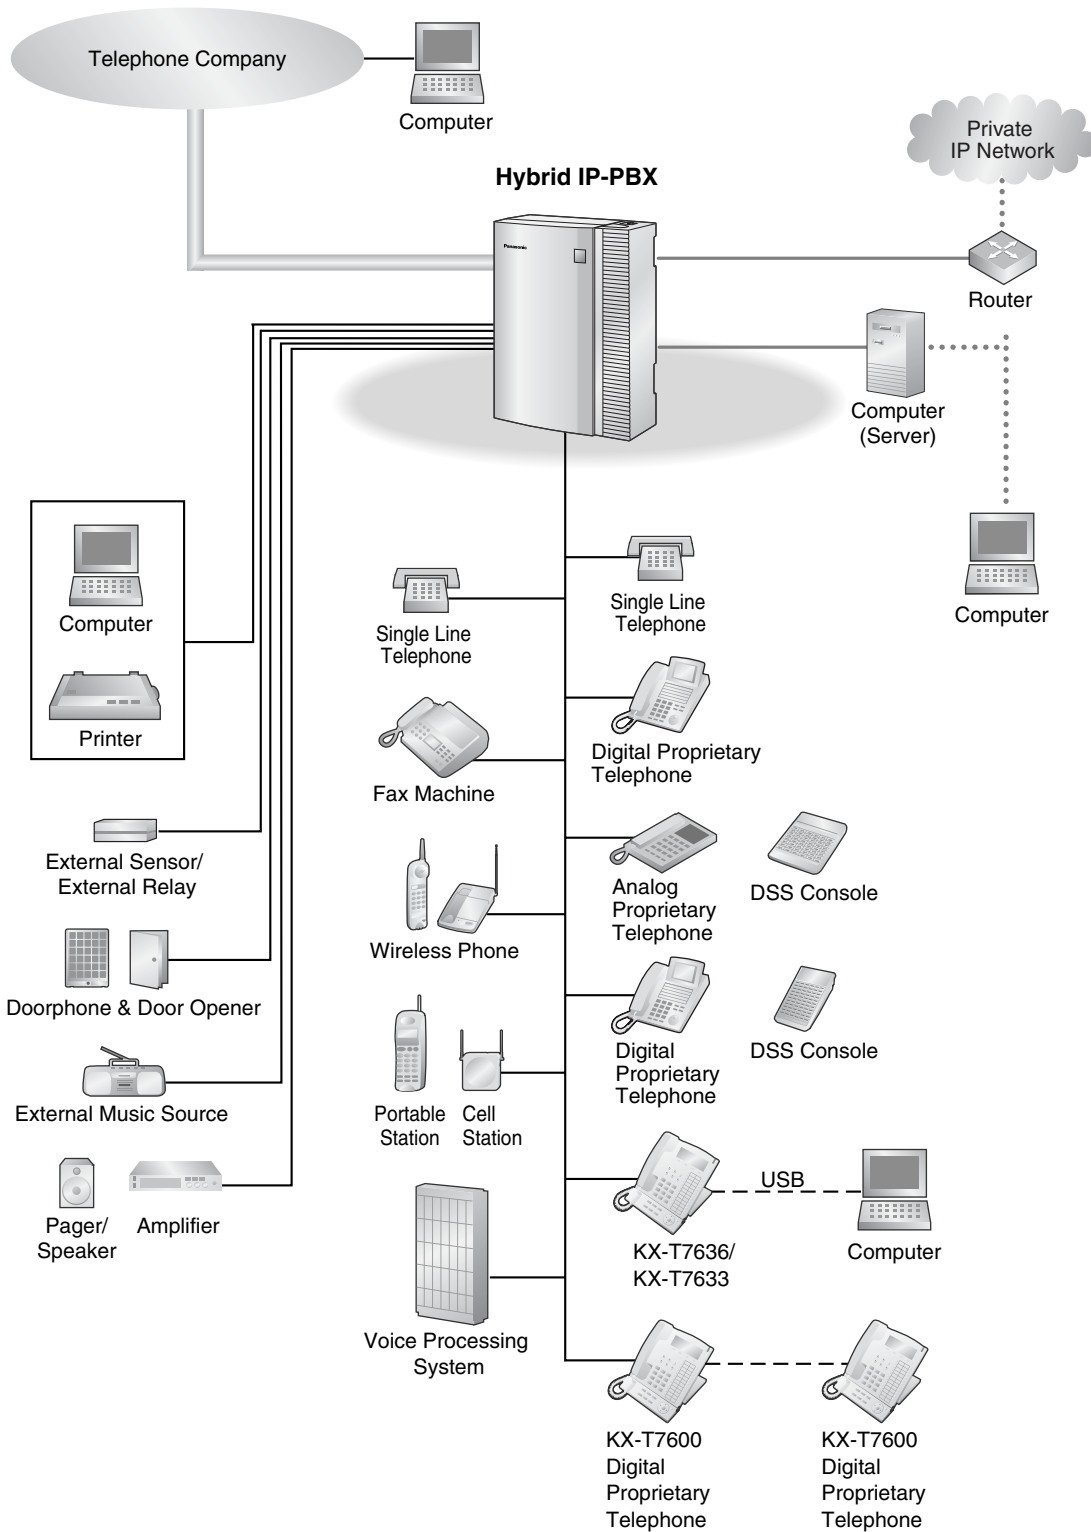 Telephone Company
Computer
Private
IP Network
Hybrid IP-PBX
Panasonic
Router
Computer
(Server)
Computer
Computer
Printer
Single Line
Telephone
Single Line
Telephone
Digital Proprietary
Telephone
Fax Machine
External Sensor/
External Relay
Analog
Proprietary
Telephone
DSS Console
Wireless Phone
Doorphone & Door Opener
Digital
Proprietary
Telephone
DSS Console
External Music Source
Portable
Station
Cell
Station
Pager/
Speaker
Amplifier
USB
KX-T7636/
KX-T7633
Computer
Voice Processing
System
KX-T7600
Digital
Proprietary
Telephone
KX-T7600
Digital
Proprietary
Telephone